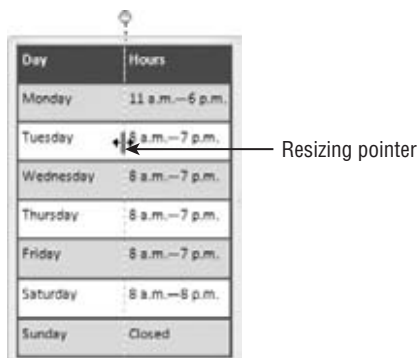 Day Hours
Monday 11 a.m.—6 p.m.
Tuesday 8 a.m.—7 p.m.
Resizing pointer
Wednesday 8 a.m.—7 p.m.
Thursday 8 a.m.—7 p.m.
Friday 8 a.m.—7 p.m.
Saturday 8 a.m.—8 p.m.
Sunday Closed